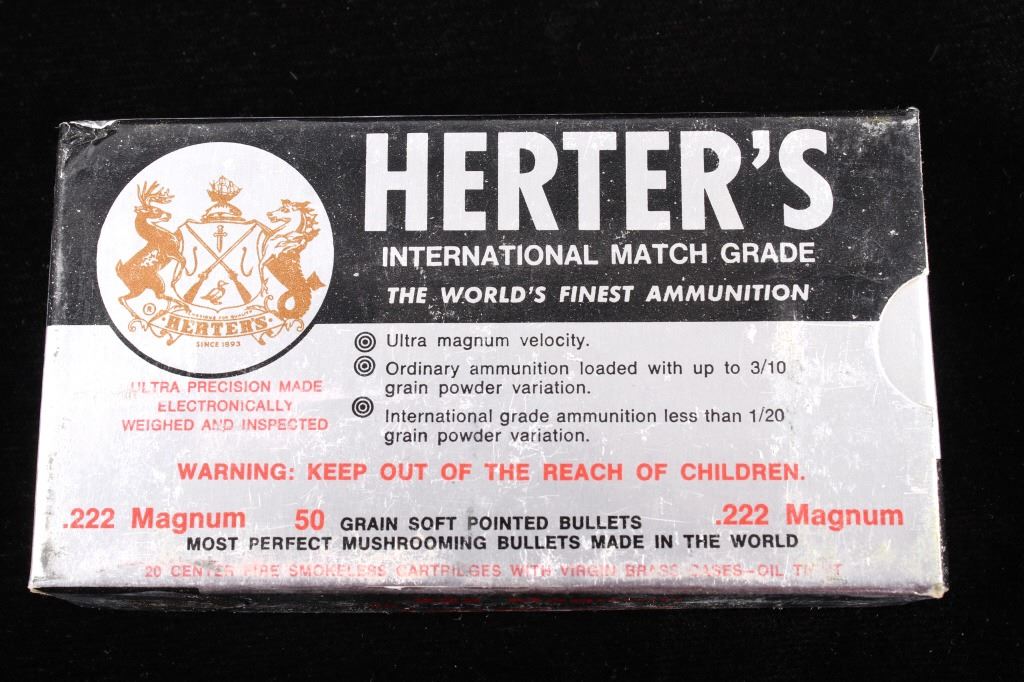 HERTER'S
INTERNATIONAL MATCH GRADE
THE WORLD'S FINEST AMMUNITION
®
HERTERS
SINCE 1893
ULTRA PRECISION MADE
ELECTRONICALLY
WEIGHED AND INSPECTED
Ultra magnum velocity.
Ordinary ammunition loaded with up to 3/10
grain powder variation.
International grade ammunition less than 1/20
grain powder variation.
WARNING: KEEP OUT OF THE REACH OF CHILDREN.
.222 Magnum 50 GRAIN SOFT POINTED BULLETS .222 Magnum
MOST PERFECT MUSHROOMING BULLETS MADE IN THE WORLD
20 CENTER FIRE SMOKELESS CARTRIDGES WITH VIRGIN BRASS CASES-OIL